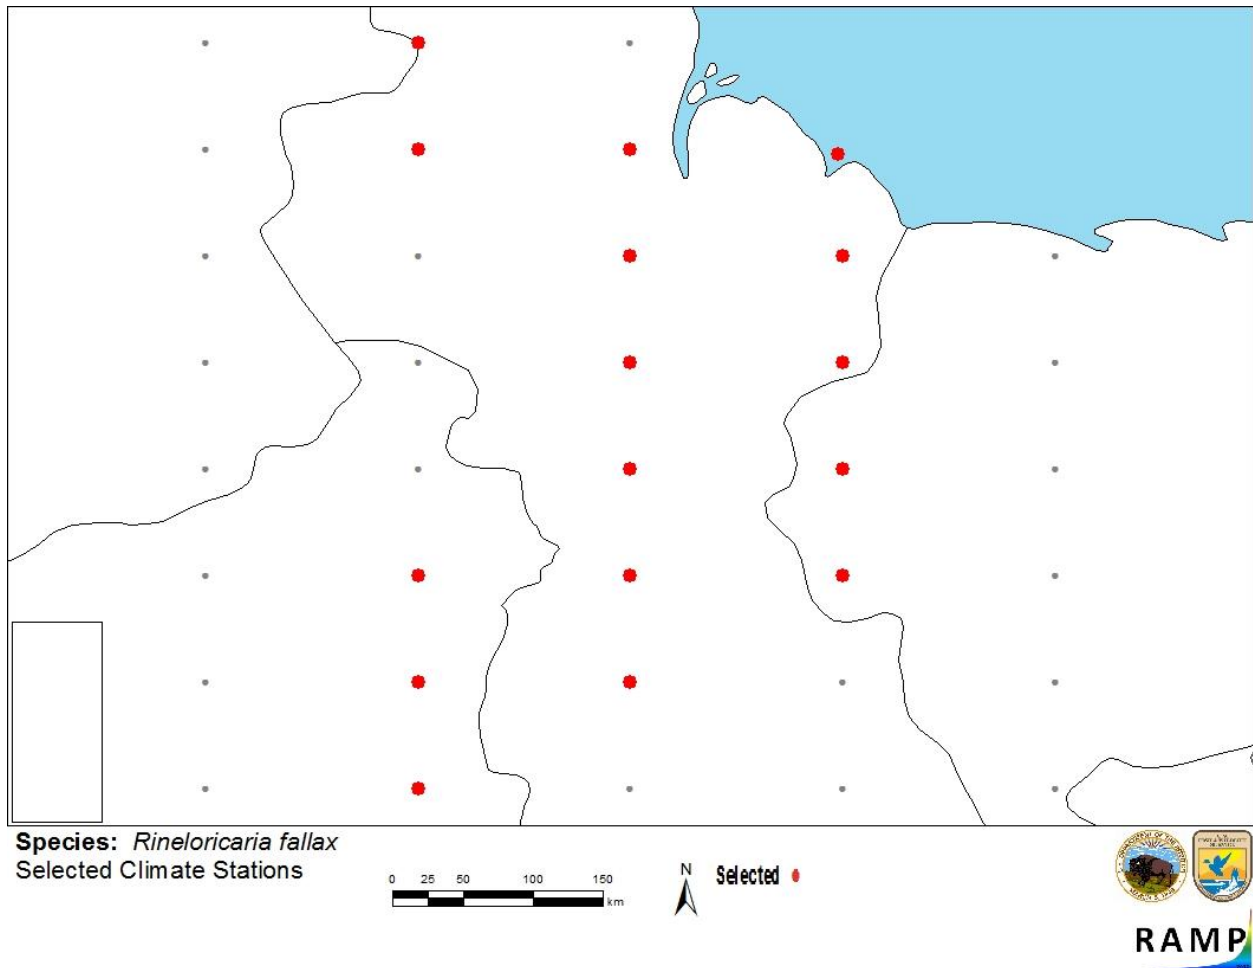 Species: Rineloricaria fallax
Selected Climate Stations
0 25 50 100 150
km
N
Selected
RAMP